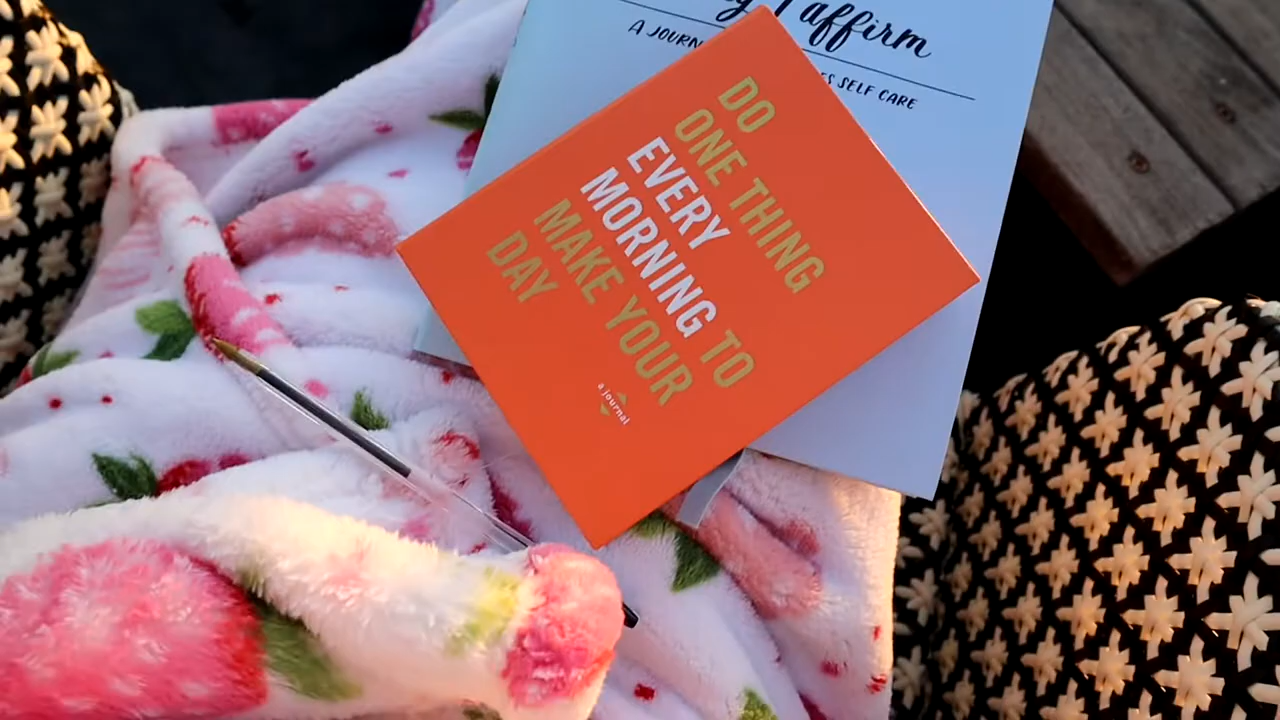 affirm
A JOURN
SELF CARE
DO
ONE THING
EVERY
MORNING TO
MAKE YOUR
DAY
a journal